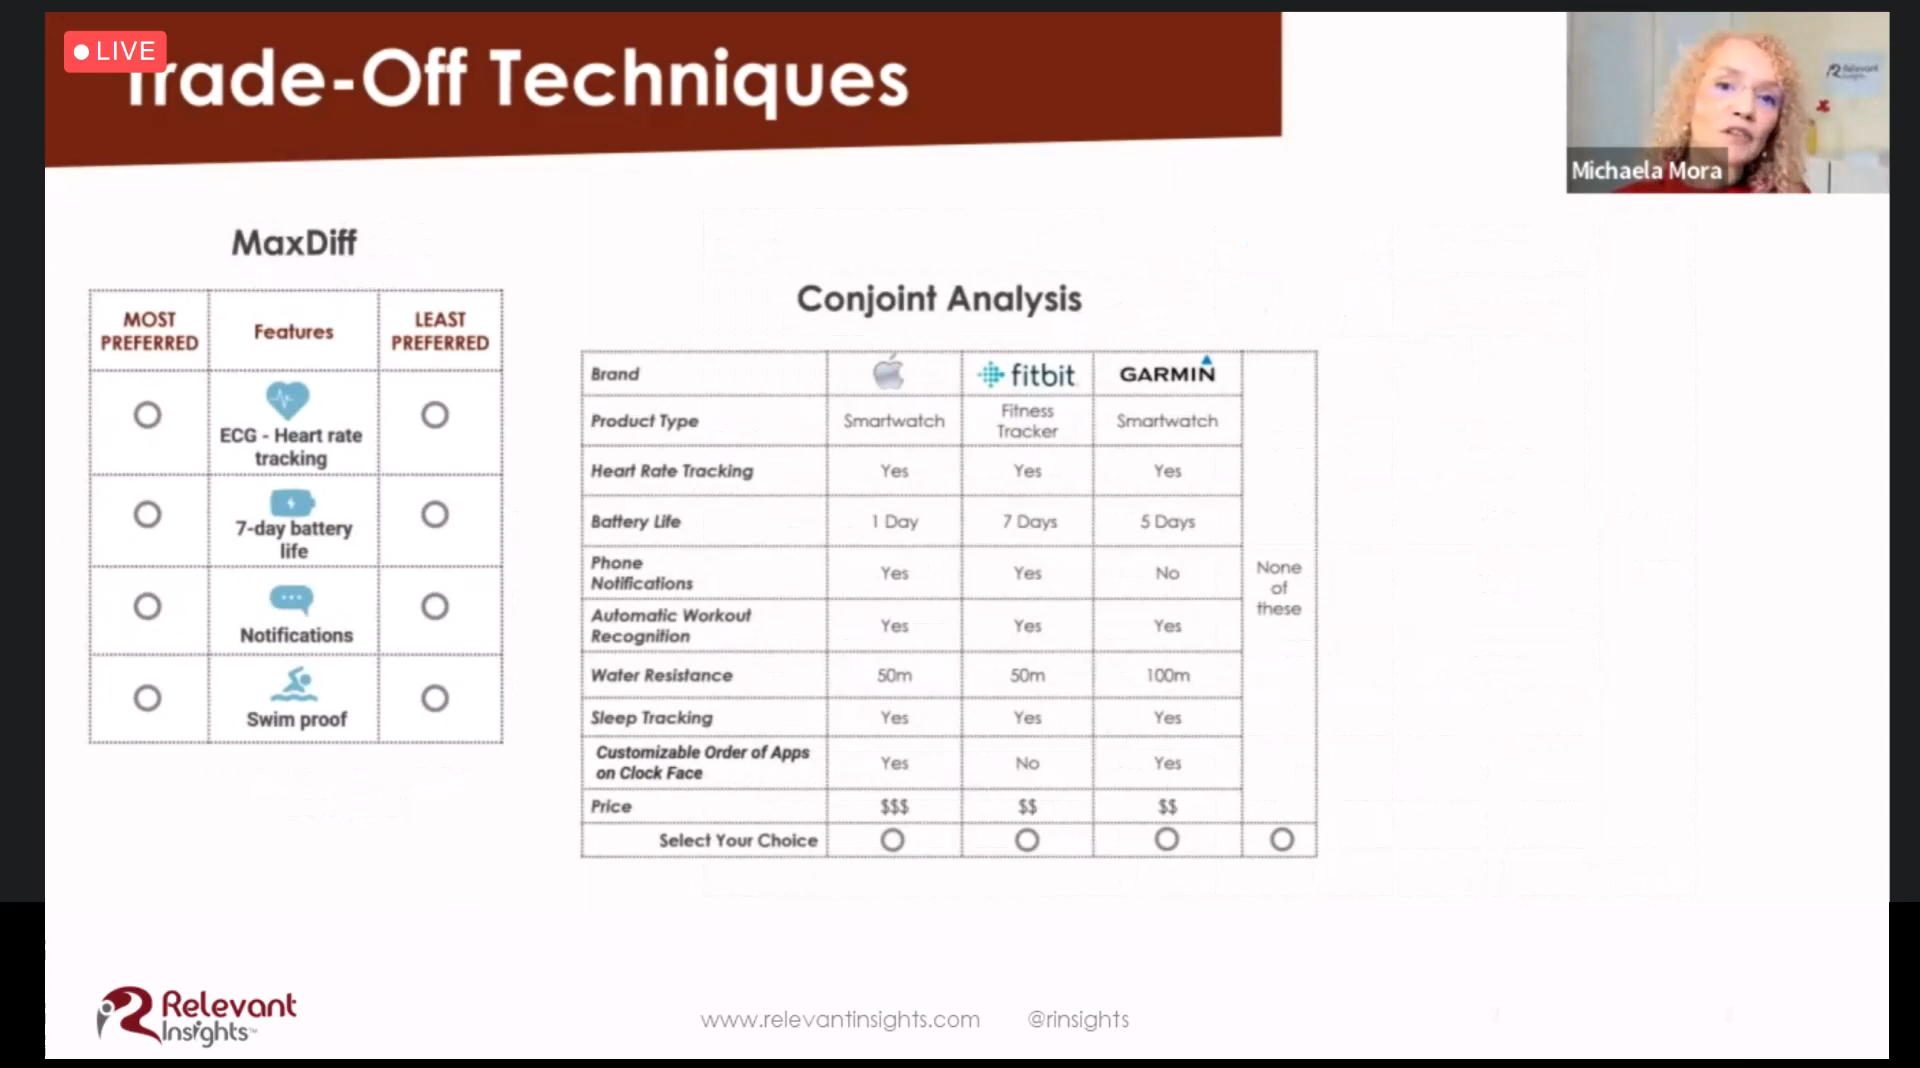 LIVE
Trade-Off Techniques
Relevant
Michaela Mora
MaxDiff
MOST
PREFERRED
Features
LEAST
PREFERRED
ECG - Heart rate
tracking
7-day battery
life
Notifications
Swim proof
Conjoint Analysis
Brand fitbit GARMIN
Product Type Smartwatch Fitness Tracker Smartwatch
Heart Rate Tracking Yes Yes Yes
Battery Life 1 Day 7 Days 5 Days
Phone
Notifications Yes Yes No
Automatic Workout
Recognition Yes Yes Yes
Water Resistance 50m 50m 100m
Sleep Tracking Yes Yes Yes
Customizable Order of Apps
on Clock Face Yes No Yes
Price $$$ $$ $$
Select Your Choice
None
of
these
Relevant
Insights™
www.relevantinsights.com @rinsights